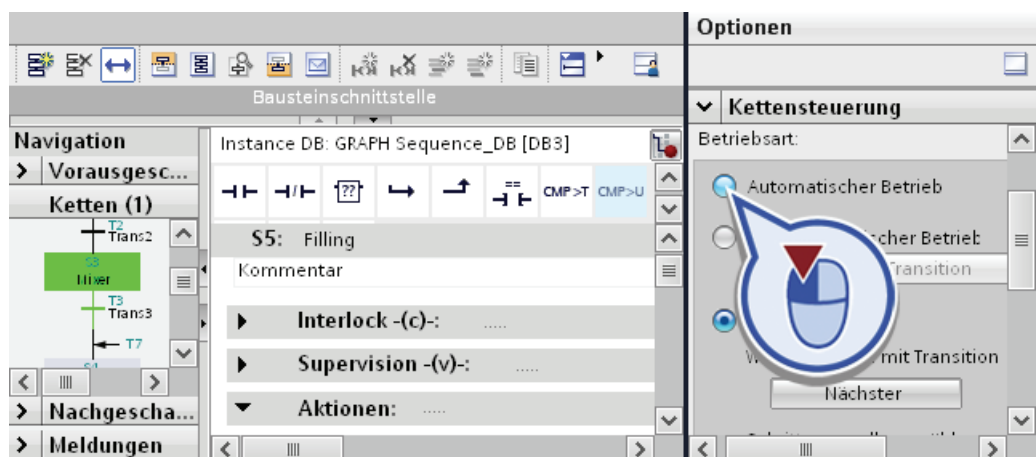 Optionen
Bausteinschnittstelle
Navigation
Vorausgesc...
Ketten (1)
T2
Trans2
S3
Mixer
T3
Trans3
T7
S4
Nachgescha...
Meldungen
Instance DB: GRAPH Sequence_DB [DB3]
?? == CMP>T CMP>U
S5: Filling
Kommentar
Interlock -(c)-: .....
Supervision -(v)-: .....
Aktionen: .....
Kettensteuerung
Betriebsart:
Automatischer Betrieb
Betrieb
Transition
mit Transition
Nächster